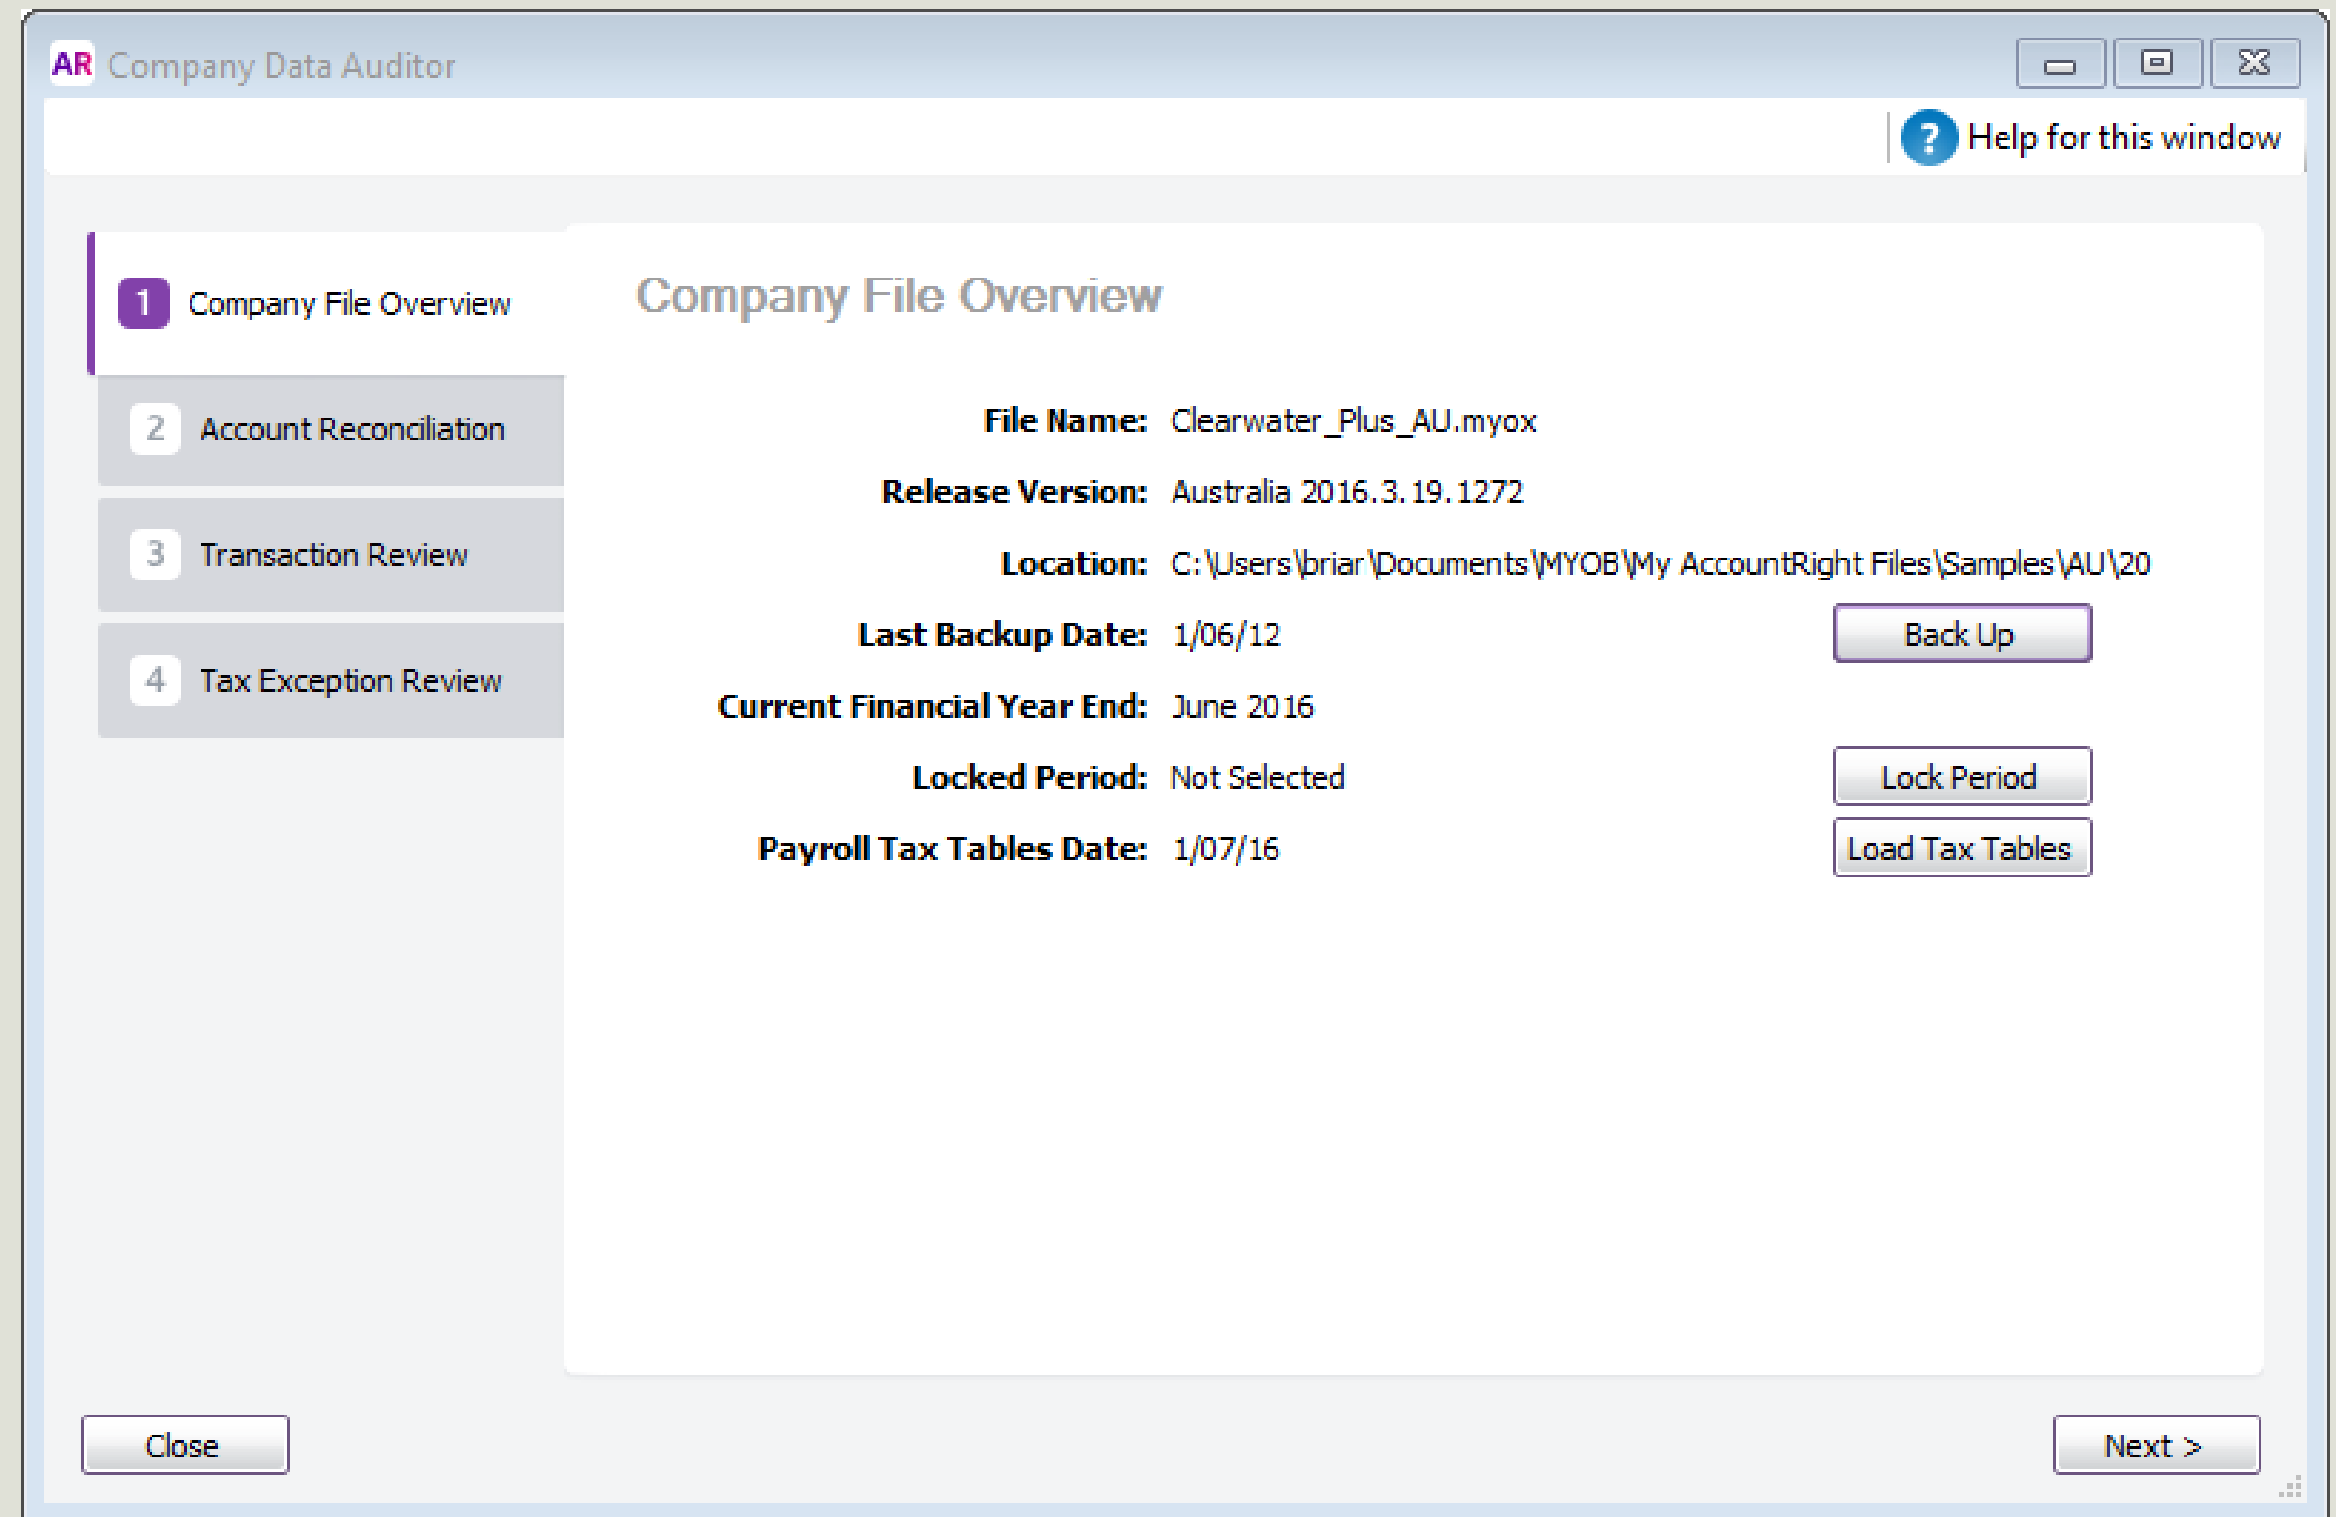 AR Company Data Auditor
? Help for this window
1 Company File Overview
2 Account Reconciliation
3 Transaction Review
4 Tax Exception Review
Company File Overview
File Name: Clearwater_Plus_AU.myox
Release Version: Australia 2016.3.19.1272
Location: C:\Users\briar\Documents\MYOB\My AccountRight Files\Samples\AU\20
Last Backup Date: 1/06/12 Back Up
Current Financial Year End: June 2016
Locked Period: Not Selected Lock Period
Payroll Tax Tables Date: 1/07/16 Load Tax Tables
Close Next >